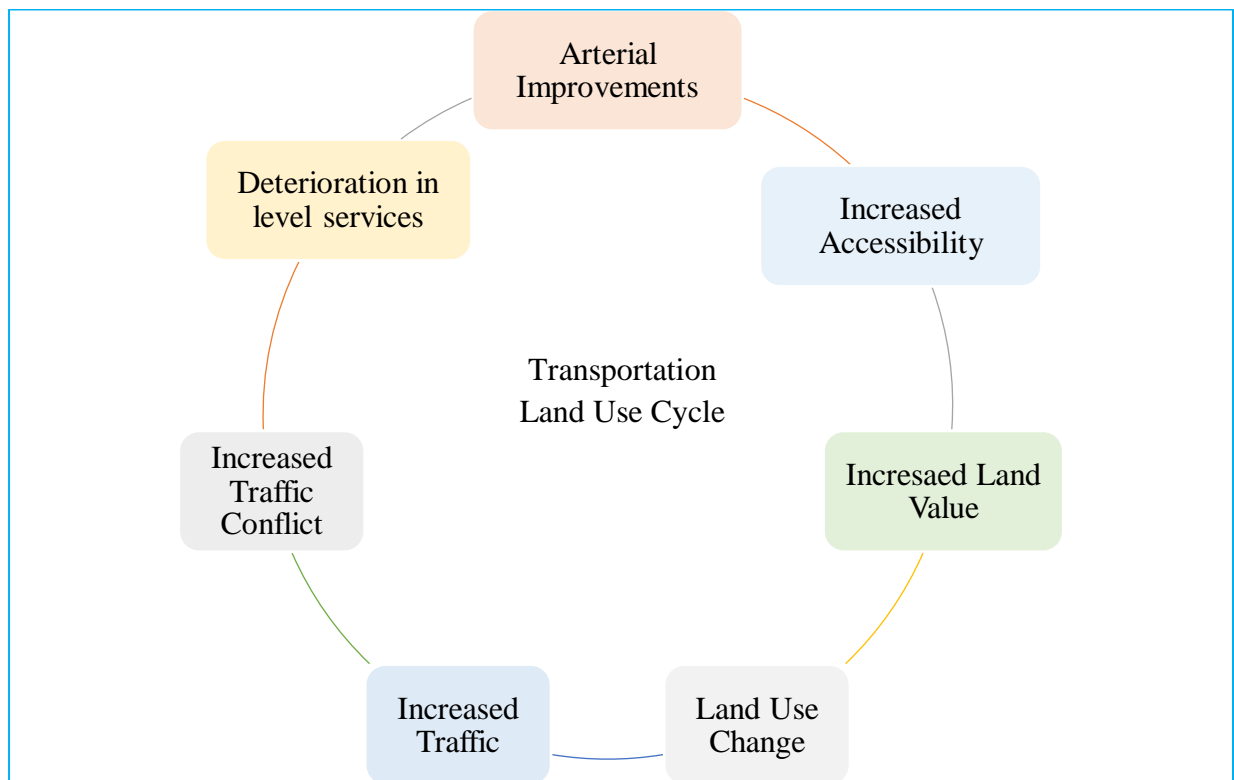 Arterial
Improvements
Increased
Accessibility
Incresaed Land
Value
Land Use
Change
Increased
Traffic
Increased
Traffic
Conflict
Deterioration in
level services
Transportation
Land Use Cycle